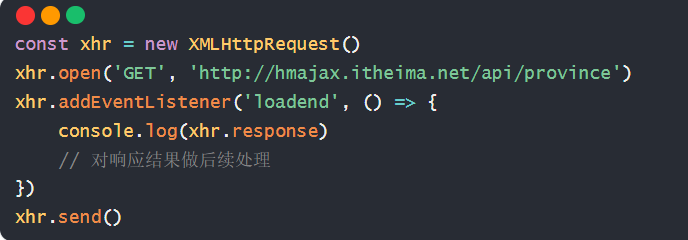 const xhr = new XMLHttpRequest()
xhr.open('GET', 'http://hmajax.itheima.net/api/province')
xhr.addEventListener('loadend', () => {
    console.log(xhr.response)
    // 对响应结果做后续处理
})
xhr.send()